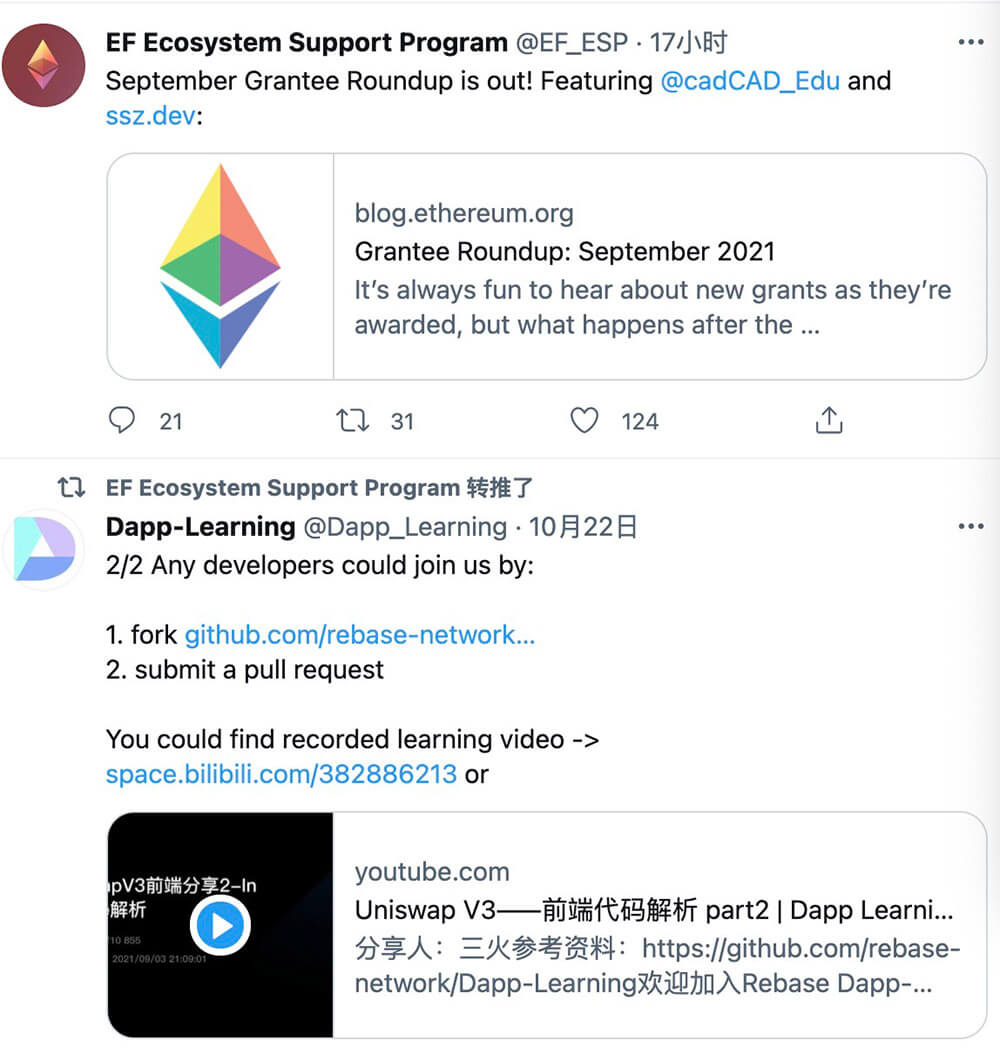 EF Ecosystem Support Program @EF_ESP · 17小时
September Grantee Roundup is out! Featuring @cadCAD_Edu and
ssz.dev:
blog.ethereum.org
Grantee Roundup: September 2021
It’s always fun to hear about new grants as they’re
awarded, but what happens after the ...
21 31 124
EF Ecosystem Support Program 转推了
Dapp-Learning @Dapp_Learning · 10月22日
2/2 Any developers could join us by:
1. fork github.com/rebase-network...
2. submit a pull request
You could find recorded learning video ->
space.bilibili.com/382886213 or
pV3前端分享2-In
解析
10 855
2021/09/03 21:09:01
youtube.com
Uniswap V3——前端代码解析 part2 | Dapp Learni...
分享人：三火参考资料：https://github.com/rebase-
network/Dapp-Learning欢迎加入Rebase Dapp-...